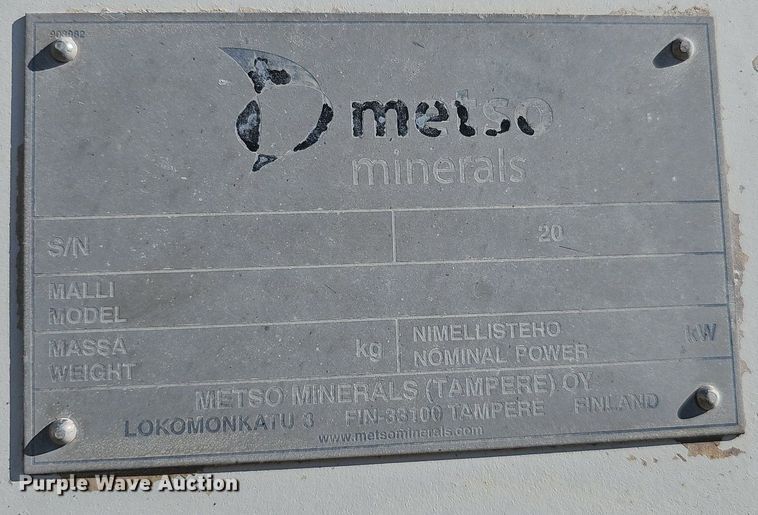 908982
metso
minerals
S/N 20
MALLI
MODEL
MASSA kg NIMELLISTEHO kW
WEIGHT NOMINAL POWER
METSO MINERALS (TAMPERE) OY
LOKOMONKATU 3 FIN-33100 TAMPERE FINLAND
www.metsominerals.com
Purple Wave Auction